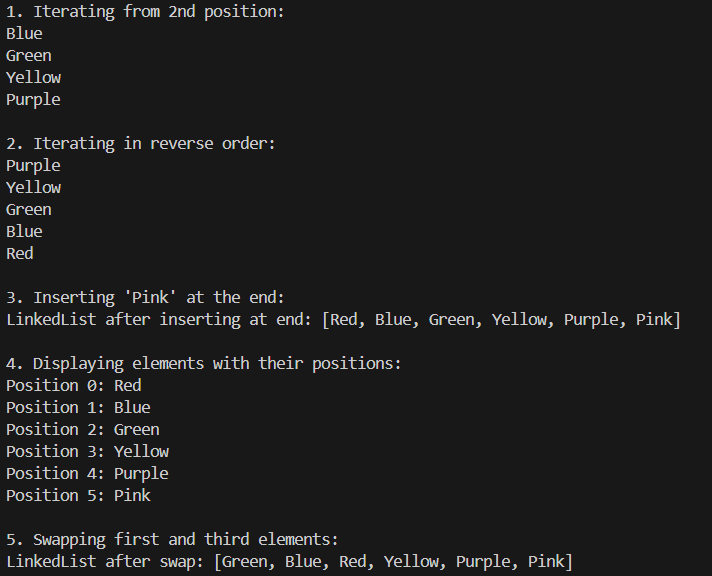 1. Iterating from 2nd position:
Blue
Green
Yellow
Purple
2. Iterating in reverse order:
Purple
Yellow
Green
Blue
Red
3. Inserting 'Pink' at the end:
LinkedList after inserting at end: [Red, Blue, Green, Yellow, Purple, Pink]
4. Displaying elements with their positions:
Position 0: Red
Position 1: Blue
Position 2: Green
Position 3: Yellow
Position 4: Purple
Position 5: Pink
5. Swapping first and third elements:
LinkedList after swap: [Green, Blue, Red, Yellow, Purple, Pink]